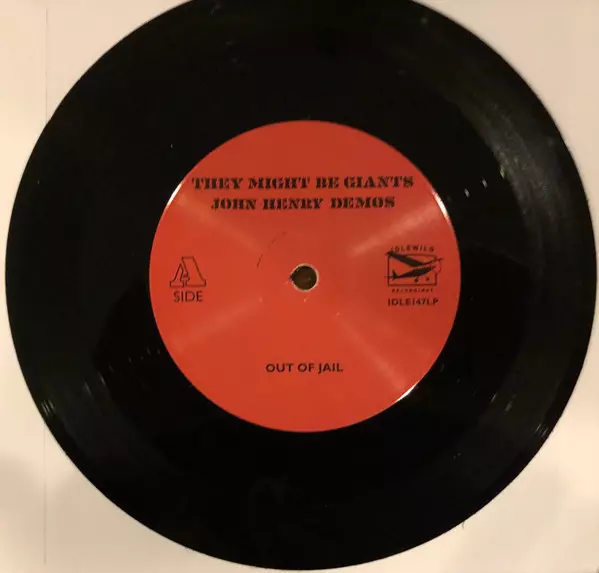 THEY MIGHT BE GIANTS
JOHN HENRY DEMOS
A
SIDE
IDLEWILD
RECORDINGS
IDLE147LP
OUT OF JAIL